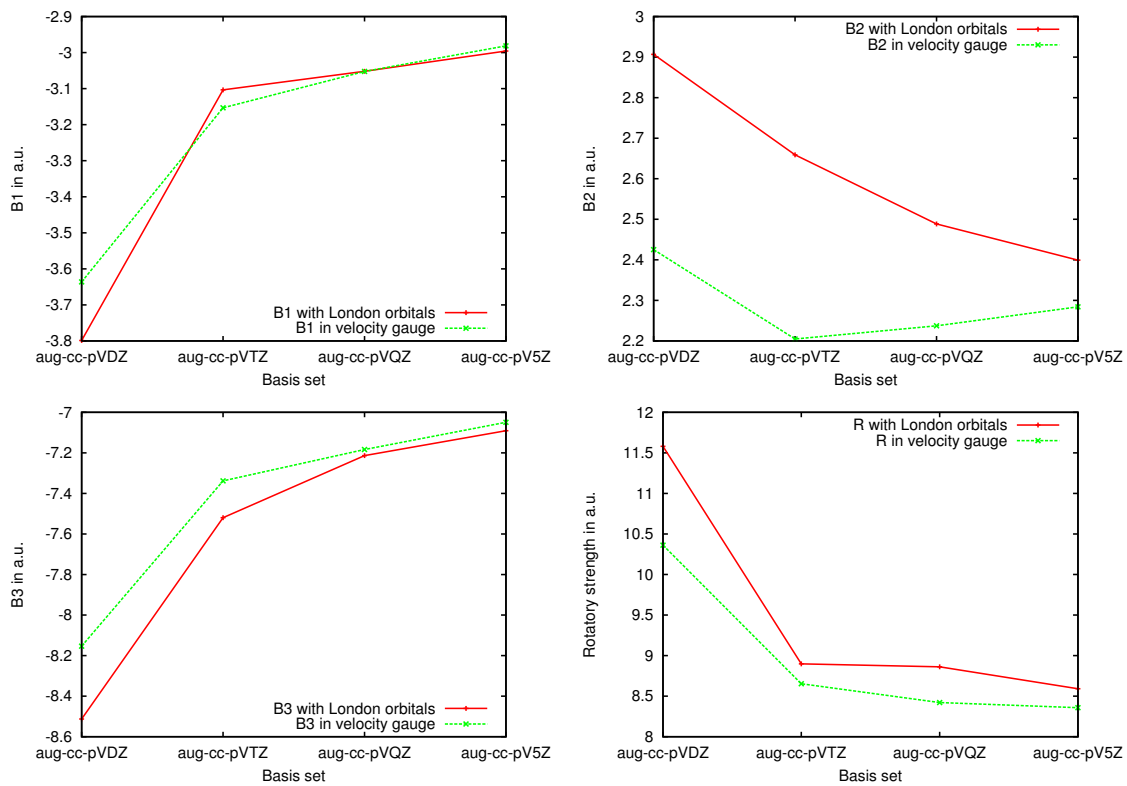 -2.9
-3
-3.1
-3.2
-3.3
-3.4
-3.5
-3.6
-3.7
-3.8
B1 in a.u.
B1 with London orbitals
B1 in velocity gauge
aug-cc-pVDZ aug-cc-pVTZ aug-cc-pVQZ aug-cc-pV5Z
Basis set
3
2.9
2.8
2.7
2.6
2.5
2.4
2.3
2.2
B2 in a.u.
B2 with London orbitals
B2 in velocity gauge
aug-cc-pVDZ aug-cc-pVTZ aug-cc-pVQZ aug-cc-pV5Z
Basis set
-7
-7.2
-7.4
-7.6
-7.8
-8
-8.2
-8.4
-8.6
B3 in a.u.
B3 with London orbitals
B3 in velocity gauge
aug-cc-pVDZ aug-cc-pVTZ aug-cc-pVQZ aug-cc-pV5Z
Basis set
12
11.5
11
10.5
10
9.5
9
8.5
8
Rotatory strength in a.u.
R with London orbitals
R in velocity gauge
aug-cc-pVDZ aug-cc-pVTZ aug-cc-pVQZ aug-cc-pV5Z
Basis set